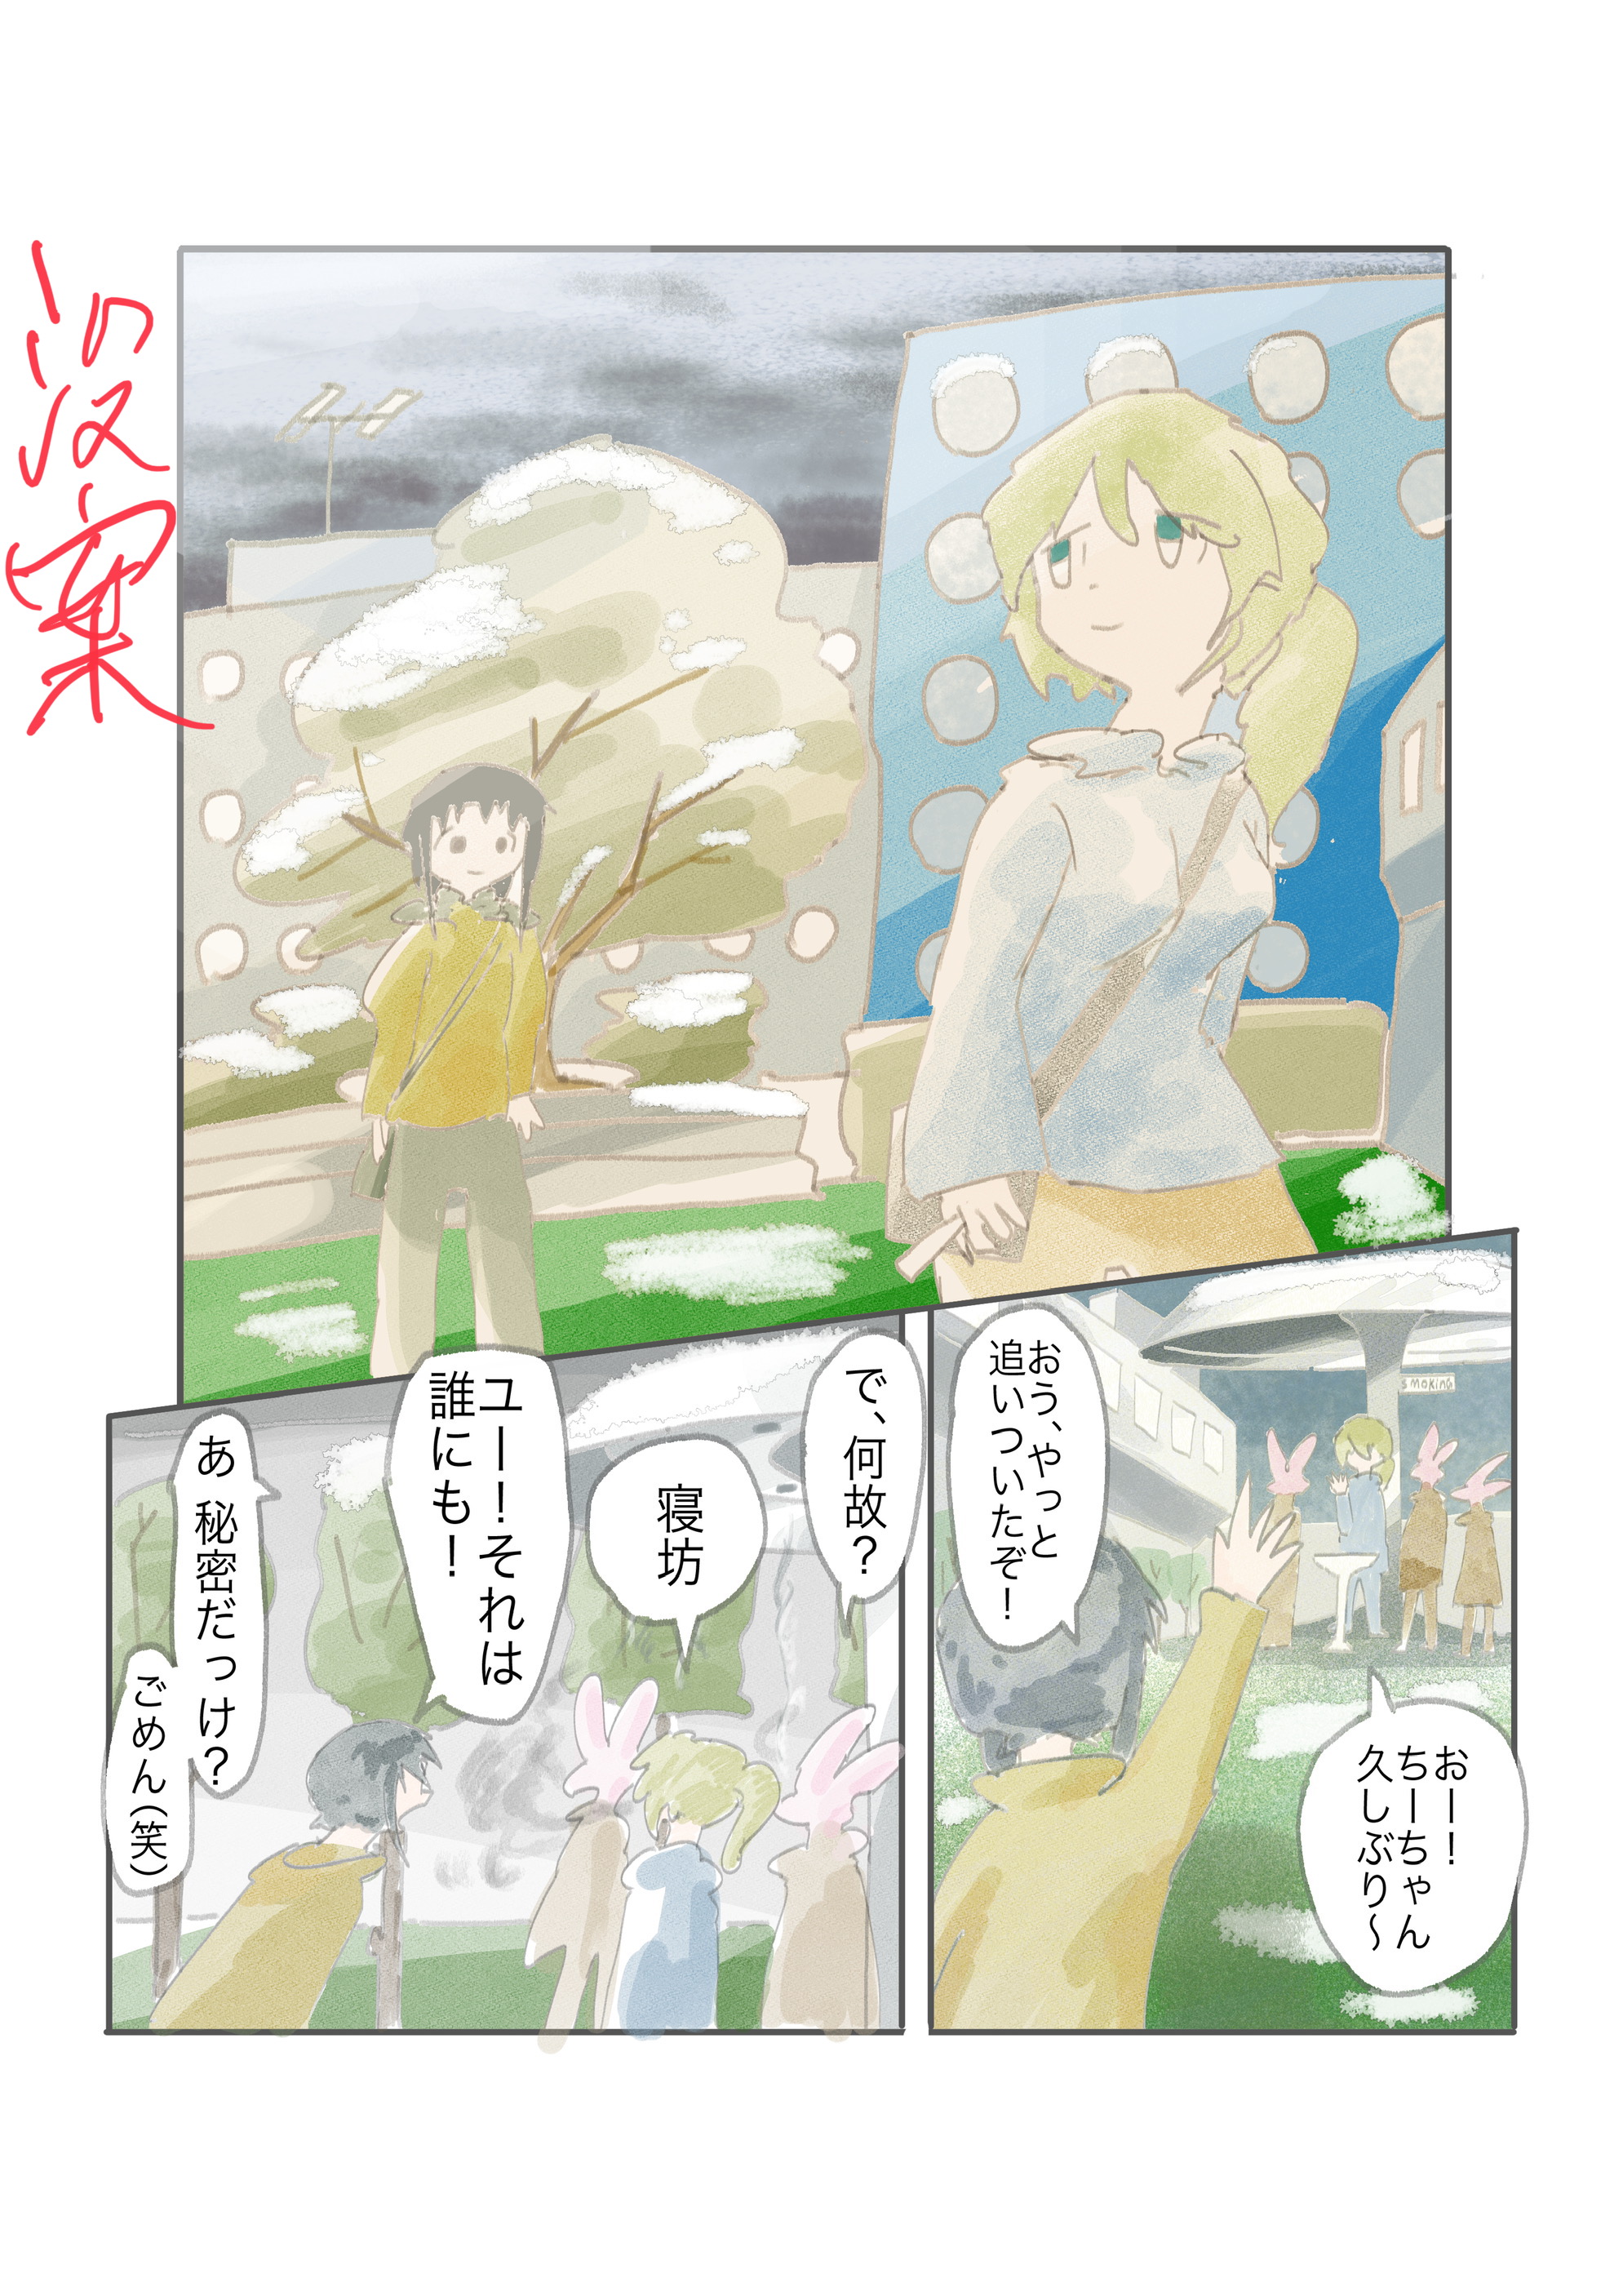 没案
おう、やっと
追いついたぞ！
smoking
おー！
ちーちゃん
久しぶり～
で、何故？
寝坊
ユー！それは
誰にも！
あ 秘密だっけ？
ごめん(笑)